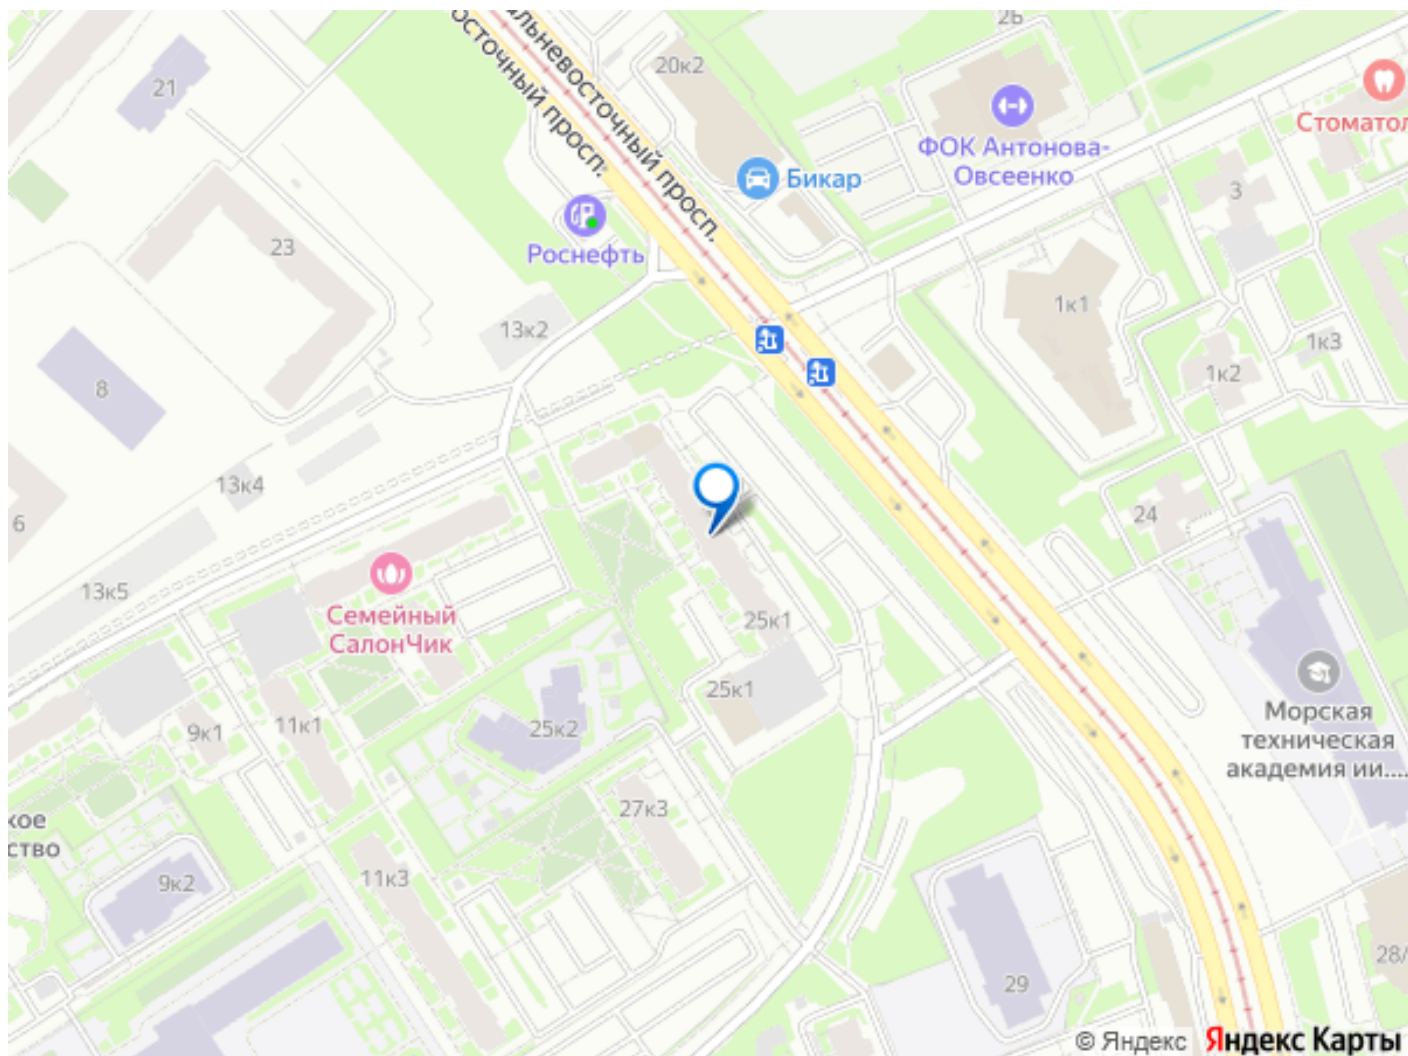 2Б
альневосточный просп.
осточный просп.
20к2
21
Стоматол
ФОК Антонова-
Овсеенко
Бикар
3
Роснефть
23
1к1
13к2
1к3
1к2
8
13к4
24
6
13к5
Семейный
СалонЧик
25к1
25к1
Морская
техническая
академия ии....
9к1
11к1
25к2
27к3
кое
ство
9к2
11к3
28/
29
© Яндекс Яндекс Карты